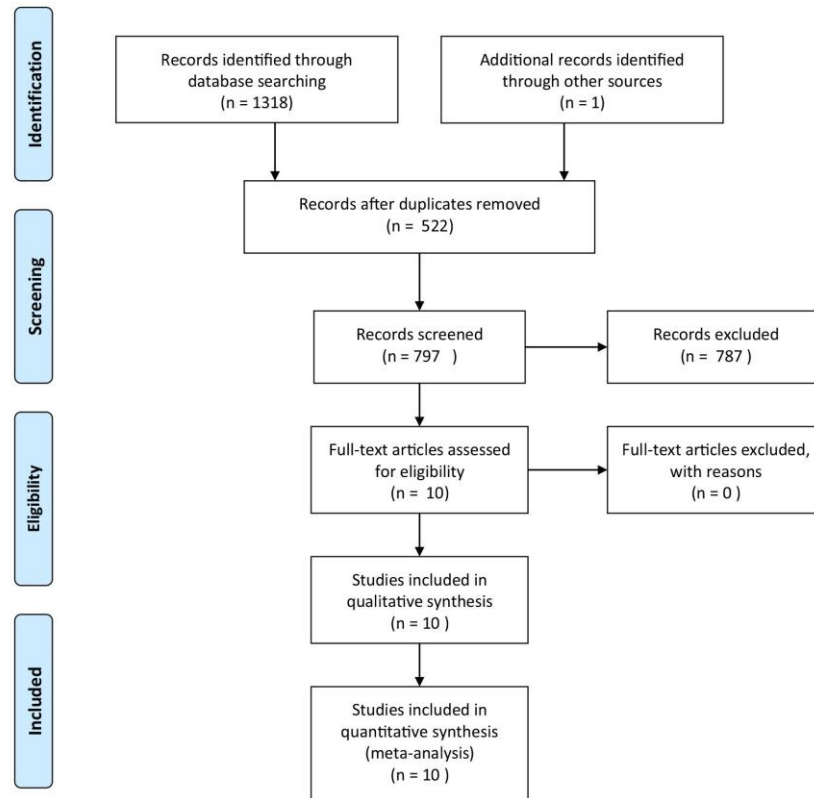 Identification
Records identified through
database searching
(n = 1318)
Additional records identified
through other sources
(n = 1)
Records after duplicates removed
(n = 522)
Screening
Records screened
(n = 797 )
Records excluded
(n = 787 )
Eligibility
Full-text articles assessed
for eligibility
(n = 10)
Full-text articles excluded,
with reasons
(n = 0 )
Studies included in
qualitative synthesis
(n = 10 )
Included
Studies included in
quantitative synthesis
(meta-analysis)
(n = 10 )